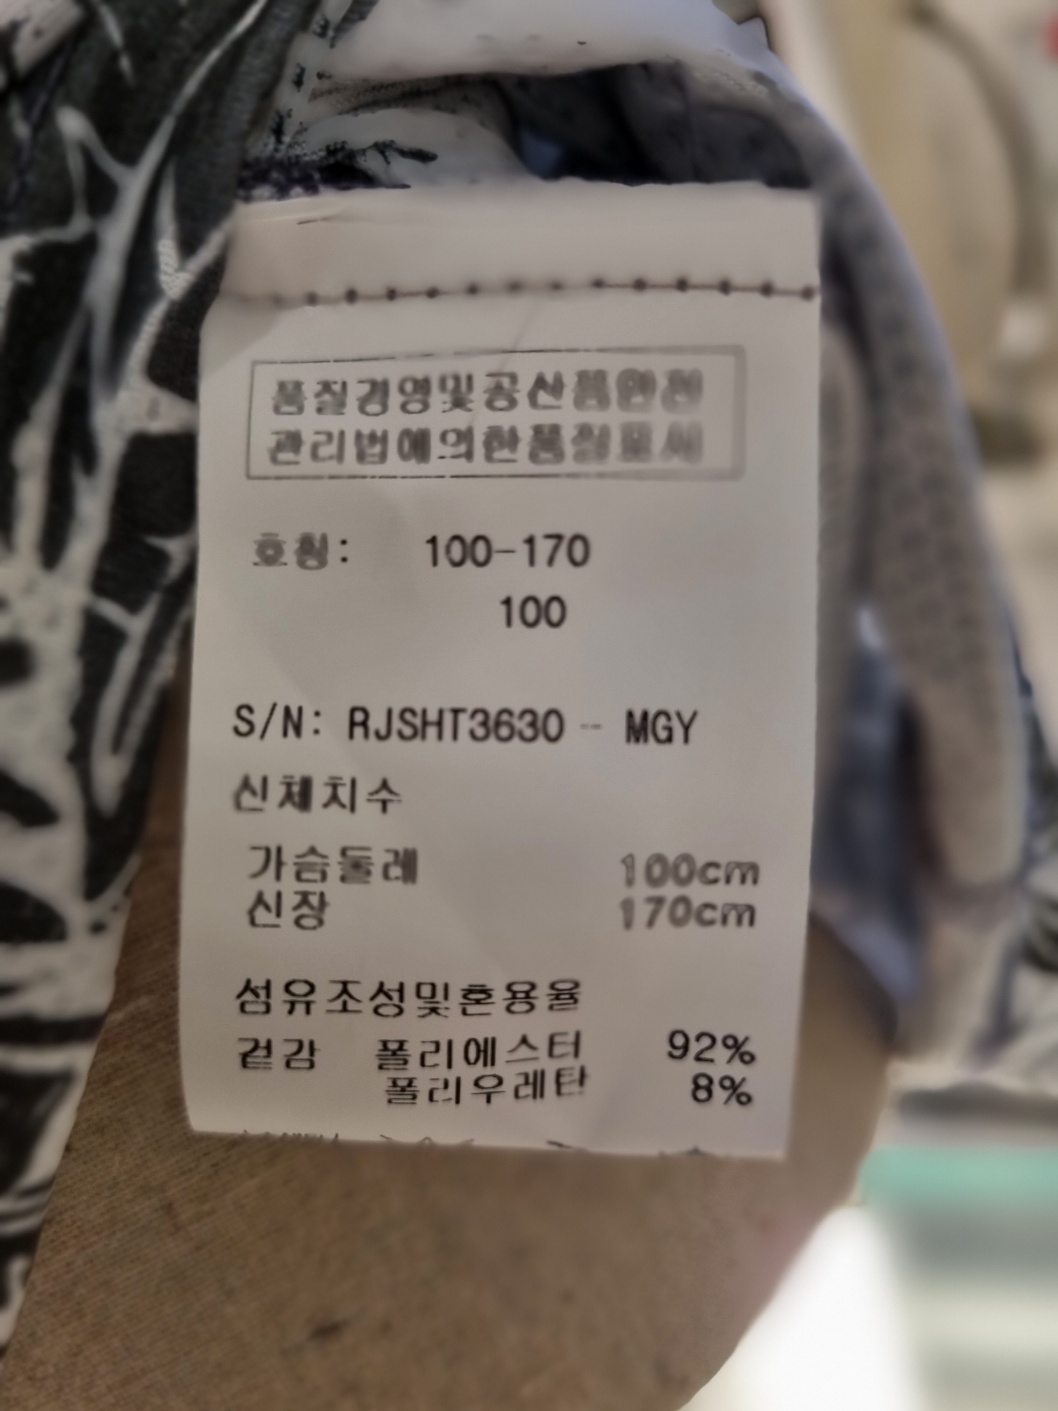 품질경영및공산품안전
관리법에의한품질표시
호칭: 100-170
100
S/N: RJSHT3630 - MGY
신체치수
가슴둘레 100cm
신장 170cm
섬유조성및혼용율
겉감 폴리에스터 92%
폴리우레탄 8%